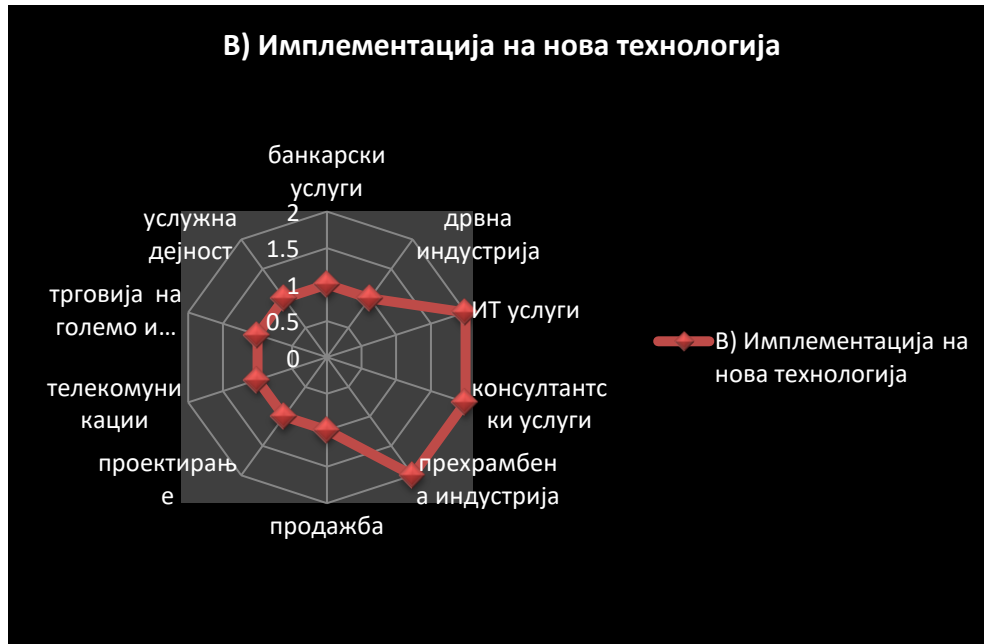 В) Имплементација на нова технологија
банкарски
услуги
дрвна
индустрија
ИТ услуги
консултантс
ки услуги
прехрамбен
а индустрија
продажба
проектирањ
е
телекомуни
кации
трговија на
големо и...
услужна
дејност
2
1.5
1
0.5
0
В) Имплементација на
нова технологија